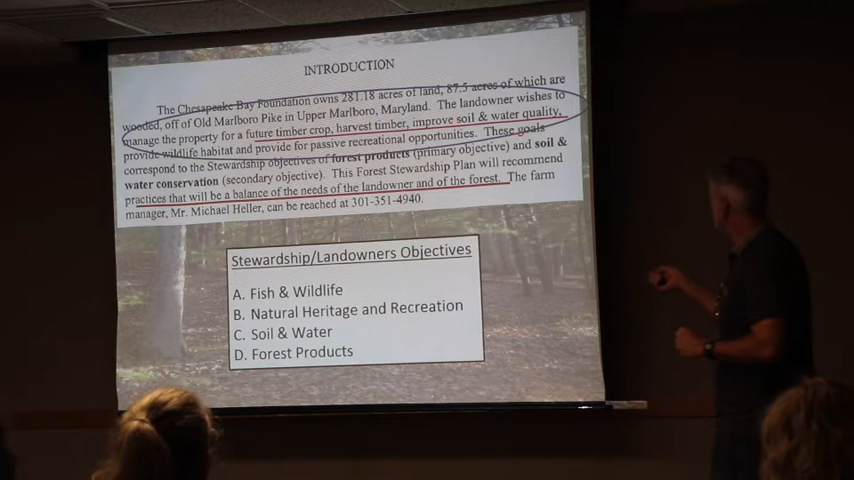 INTRODUCTION
The Chesapeake Bay Foundation owns 281.18 acres of land, 87.5 acres of which are
wooded, off of Old Marlboro Pike in Upper Marlboro, Maryland. The landowner wishes to
manage the property for a future timber crop, harvest timber, improve soil & water quality,
provide wildlife habitat and provide for passive recreational opportunities. These goals
correspond to the Stewardship objectives of forest products (primary objective) and soil &
water conservation (secondary objective). This Forest Stewardship Plan will recommend
practices that will be a balance of the needs of the landowner and of the forest. The farm
manager, Mr. Michael Heller, can be reached at 301-351-4940.
Stewardship/Landowners Objectives
A. Fish & Wildlife
B. Natural Heritage and Recreation
C. Soil & Water
D. Forest Products